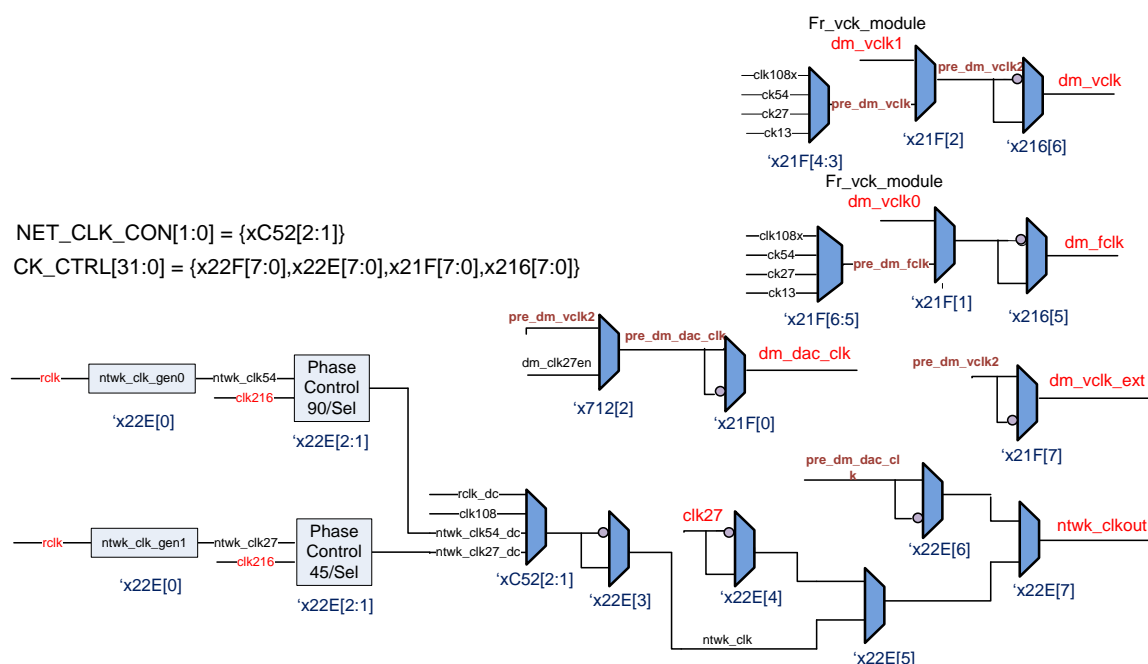 Fr_vck_module
dm_vclk1
clk108x
ck54
ck27
ck13
pre_dm_vclk
pre_dm_vclk2
dm_vclk
‘x21F[4:3]
‘x21F[2]
‘x216[6]
Fr_vck_module
dm_vclk0
clk108x
ck54
ck27
ck13
pre_dm_fclk
dm_fclk
‘x21F[6:5]
‘x21F[1]
‘x216[5]
NET_CLK_CON[1:0] = {xC52[2:1]}
CK_CTRL[31:0] = {x22F[7:0],x22E[7:0],x21F[7:0],x216[7:0]}
pre_dm_vclk2
dm_clk27en
pre_dm_dac_clk
dm_dac_clk
‘x712[2]
‘x21F[0]
pre_dm_vclk2
dm_vclk_ext
‘x21F[7]
rclk
ntwk_clk_gen0
ntwk_clk54
clk216
Phase
Control
90/Sel
‘x22E[0]
‘x22E[2:1]
rclk
ntwk_clk_gen1
ntwk_clk27
clk216
Phase
Control
45/Sel
‘x22E[0]
‘x22E[2:1]
rclk_dc
clk108
ntwk_clk54_dc
ntwk_clk27_dc
‘xC52[2:1]
‘x22E[3]
clk27
‘x22E[4]
ntwk_clk
‘x22E[5]
pre_dm_dac_cl
k
‘x22E[6]
ntwk_clkout
‘x22E[7]